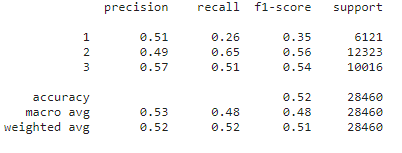 precision recall f1-score support
1 0.51 0.26 0.35 6121
2 0.49 0.65 0.56 12323
3 0.57 0.51 0.54 10016
accuracy 0.52 28460
macro avg 0.53 0.48 0.48 28460
weighted avg 0.52 0.52 0.51 28460